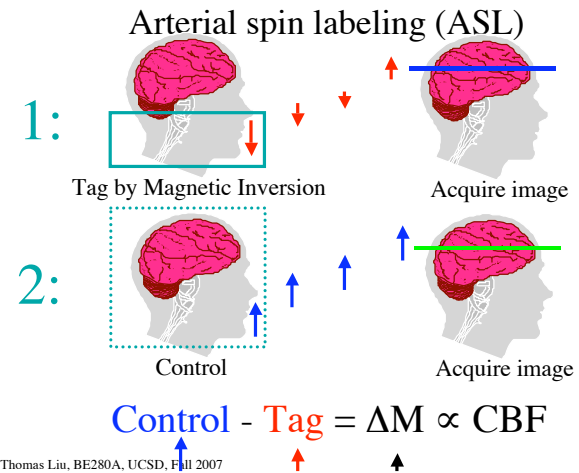 Arterial spin labeling (ASL)
1:
Tag by Magnetic Inversion
Acquire image
2:
Control
Acquire image
Control - Tag = ΔM ∝ CBF
Thomas Liu, BE280A, UCSD, Fall 2007